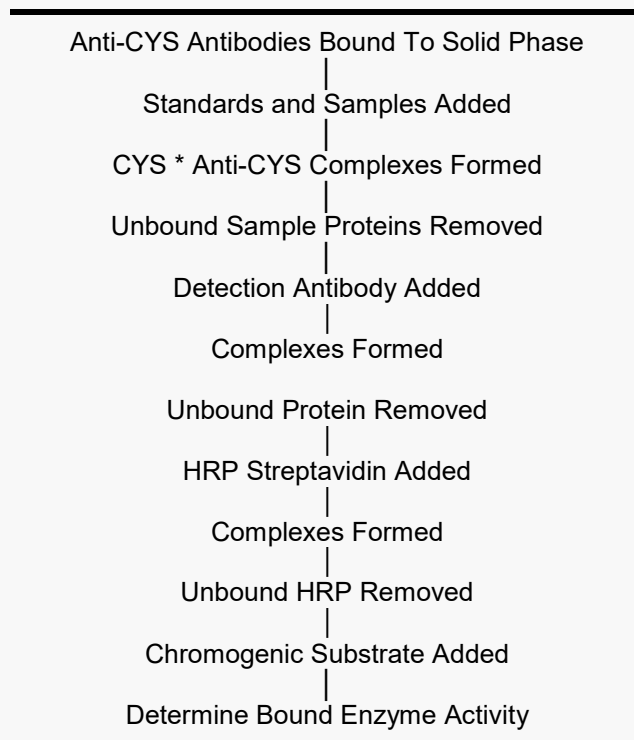 Anti-CYS Antibodies Bound To Solid Phase
Standards and Samples Added
CYS * Anti-CYS Complexes Formed
Unbound Sample Proteins Removed
Detection Antibody Added
Complexes Formed
Unbound Protein Removed
HRP Streptavidin Added
Complexes Formed
Unbound HRP Removed
Chromogenic Substrate Added
Determine Bound Enzyme Activity